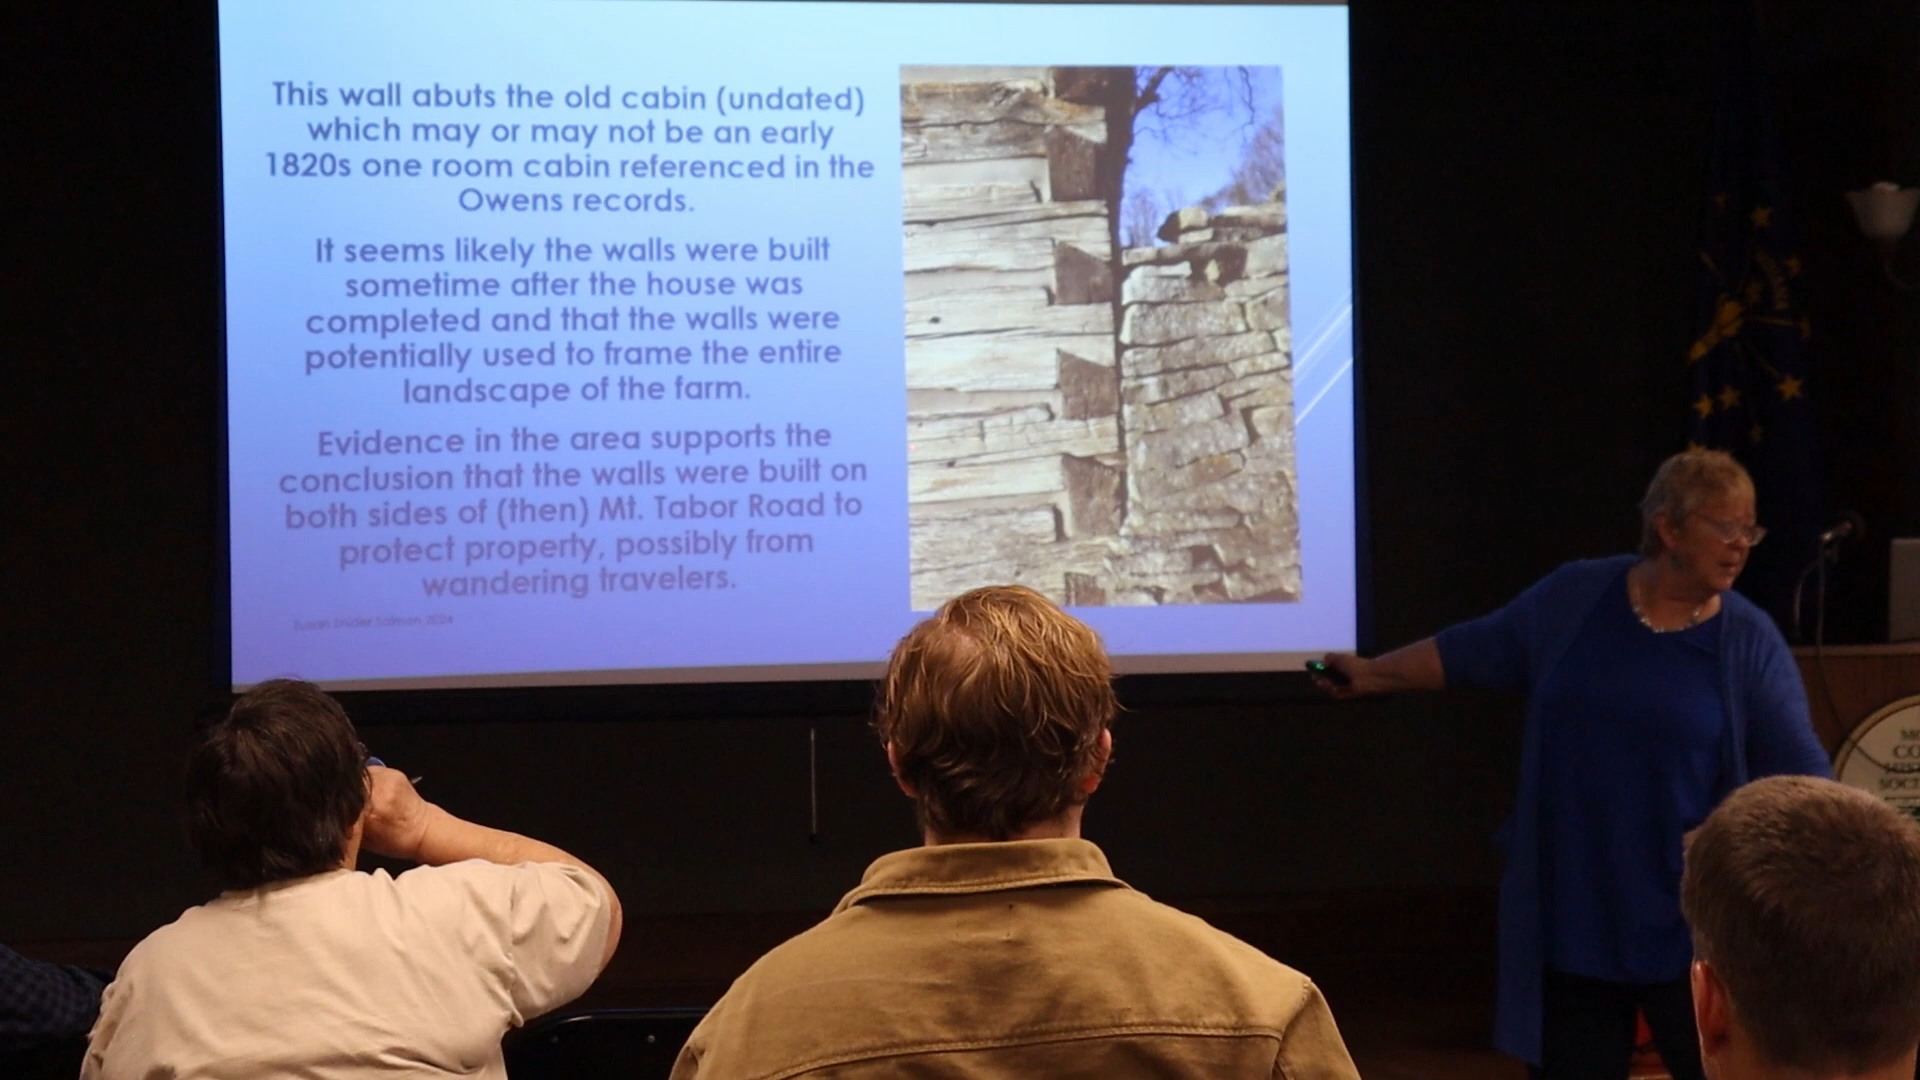 This wall abuts the old cabin (undated)
which may or may not be an early
1820s one room cabin referenced in the
Owens records.
It seems likely the walls were built
sometime after the house was
completed and that the walls were
potentially used to frame the entire
landscape of the farm.
Evidence in the area supports the
conclusion that the walls were built on
both sides of (then) Mt. Tabor Road to
protect property, possibly from
wandering travelers.
Susan Snider Salmon 2024